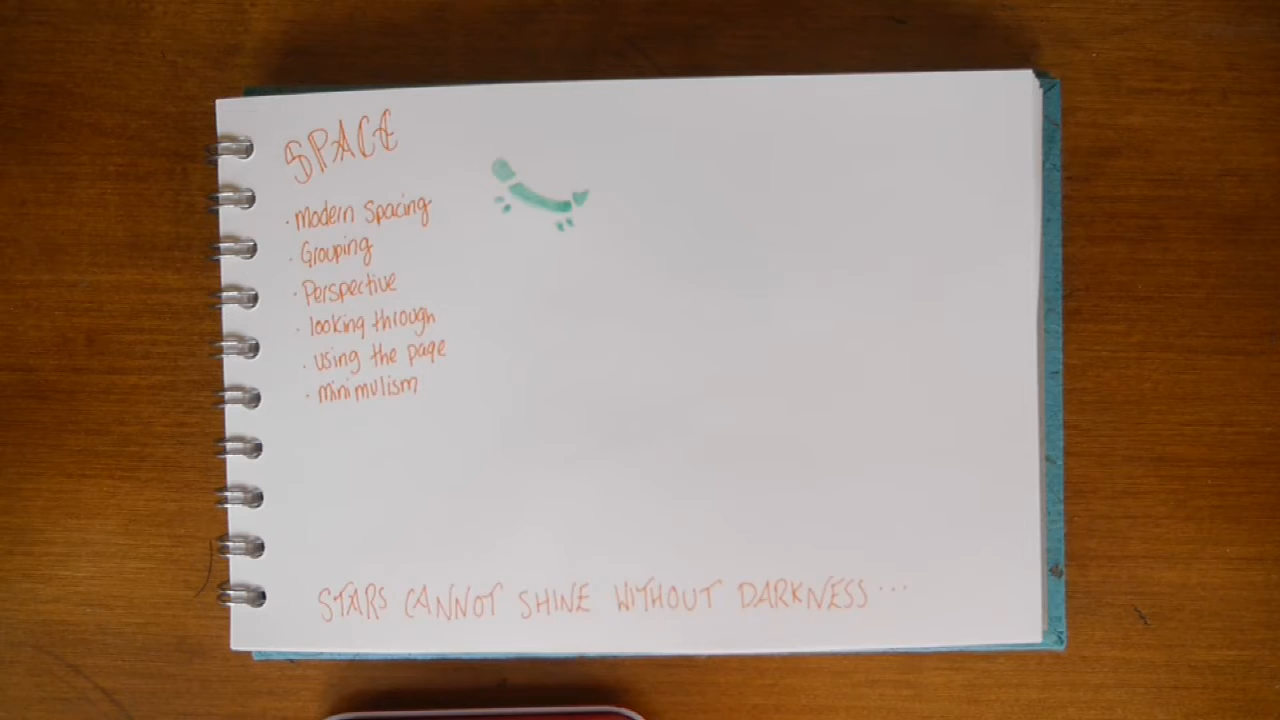 SPACE
· Modern Spacing
· Grouping
· Perspective
· looking through
· using the page
· minimulism
STARS CANNOT SHINE WITHOUT DARKNESS...